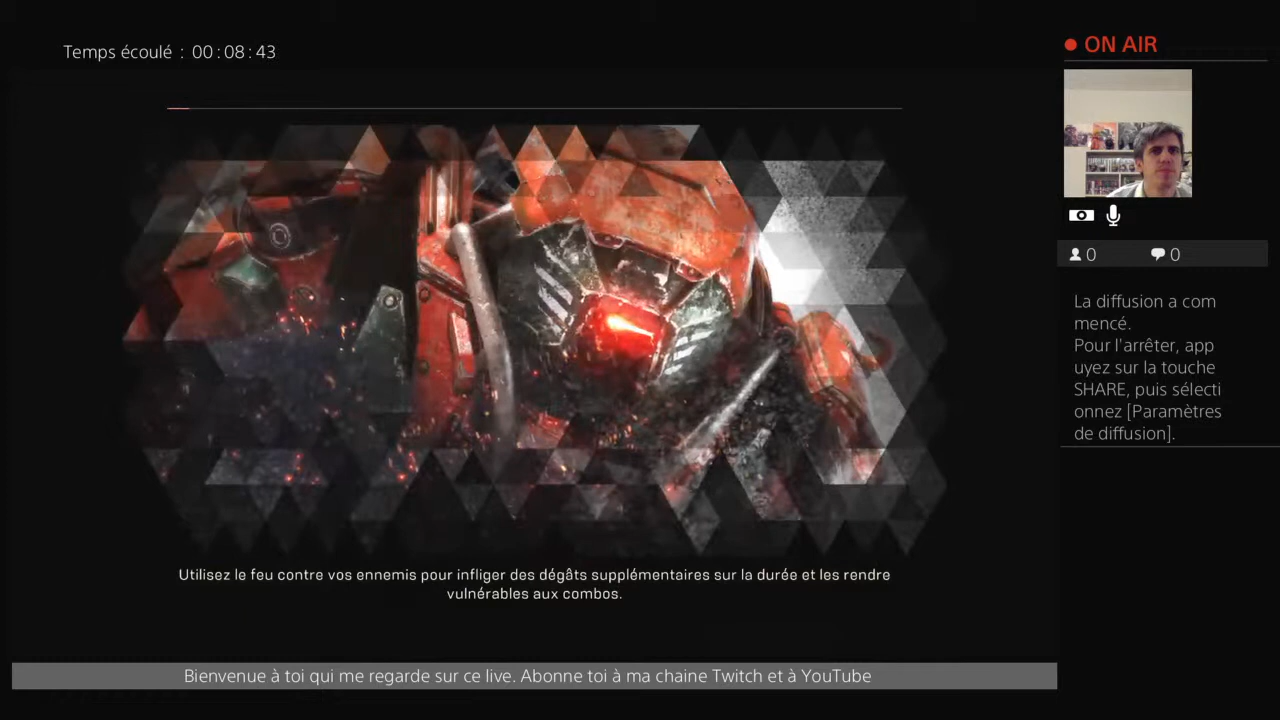 Temps écoulé : 00:08:43
ON AIR
0
0
La diffusion a com
mencé.
Pour l'arrêter, app
uyez sur la touche
SHARE, puis sélecti
onnez [Paramètres
de diffusion].
Utilisez le feu contre vos ennemis pour infliger des dégâts supplémentaires sur la durée et les rendre
vulnérables aux combos.
Bienvenue à toi qui me regarde sur ce live. Abonne toi à ma chaine Twitch et à YouTube